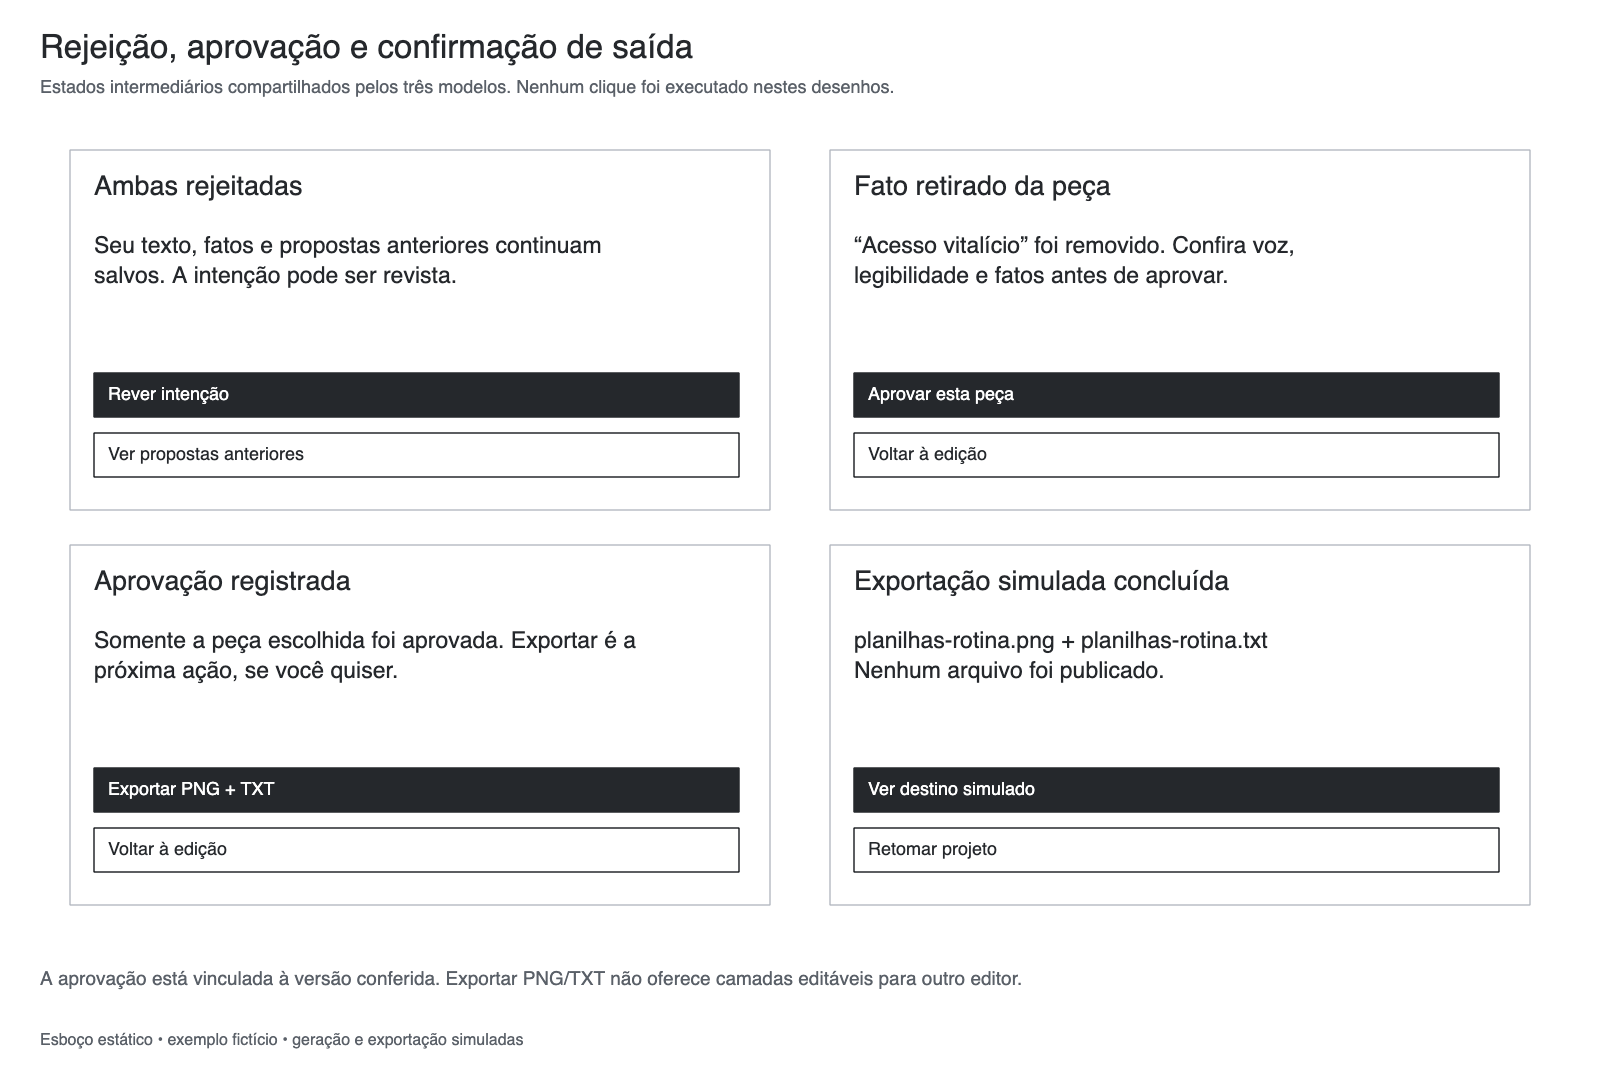 Rejeição, aprovação e confirmação de saída
Estados intermediários compartilhados pelos três modelos. Nenhum clique foi executado nestes desenhos.
Ambas rejeitadas
Seu texto, fatos e propostas anteriores continuam
salvos. A intenção pode ser revista.
Rever intenção
Ver propostas anteriores
Fato retirado da peça
“Acesso vitalício” foi removido. Confira voz,
legibilidade e fatos antes de aprovar.
Aprovar esta peça
Voltar à edição
Aprovação registrada
Somente a peça escolhida foi aprovada. Exportar é a
próxima ação, se você quiser.
Exportar PNG + TXT
Voltar à edição
Exportação simulada concluída
planilhas-rotina.png + planilhas-rotina.txt
Nenhum arquivo foi publicado.
Ver destino simulado
Retomar projeto
A aprovação está vinculada à versão conferida. Exportar PNG/TXT não oferece camadas editáveis para outro editor.
Esboço estático • exemplo fictício • geração e exportação simuladas